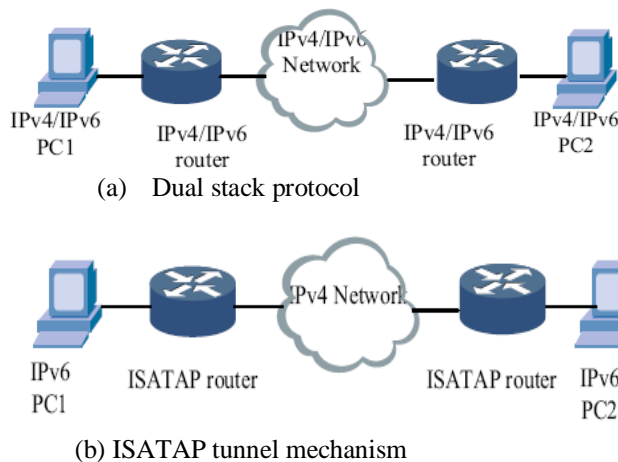 IPv4/IPv6
Network
IPv4/IPv6
PC1
IPv4/IPv6
router
IPv4/IPv6
router
IPv4/IPv6
PC2
(a) Dual stack protocol
IPv4 Network
IPv6
PC1
ISATAP router
ISATAP router
IPv6
PC2
(b) ISATAP tunnel mechanism